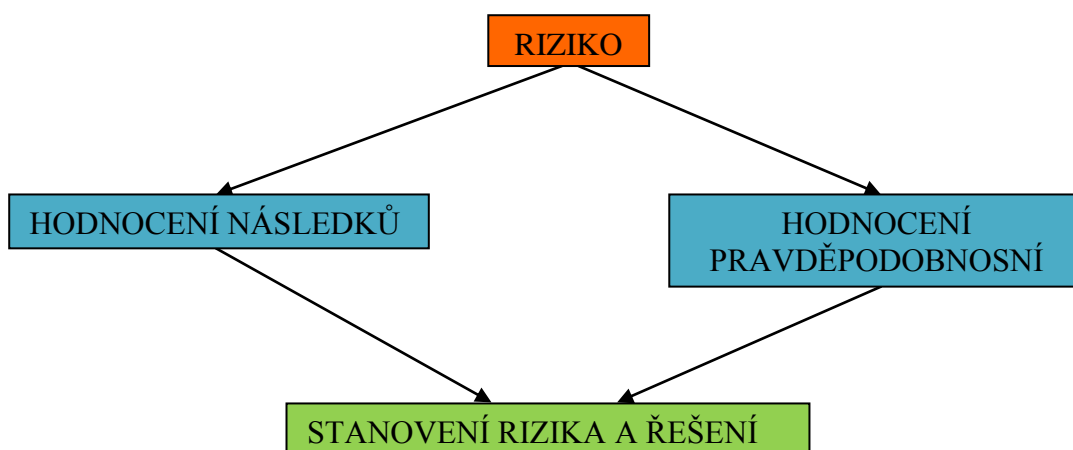 RIZIKO
HODNOCENÍ NÁSLEDKŮ
HODNOCENÍ
PRAVDĚPODOBNOSNÍ
STANOVENÍ RIZIKA A ŘEŠENÍ